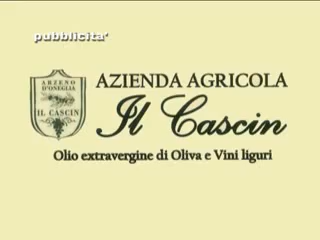 pubblicita'
AZIENDA AGRICOLA
ARZENO
D'ONEGLIA
IL CASCIN
Il Cascin
Olio extravergine di Oliva e Vini liguri